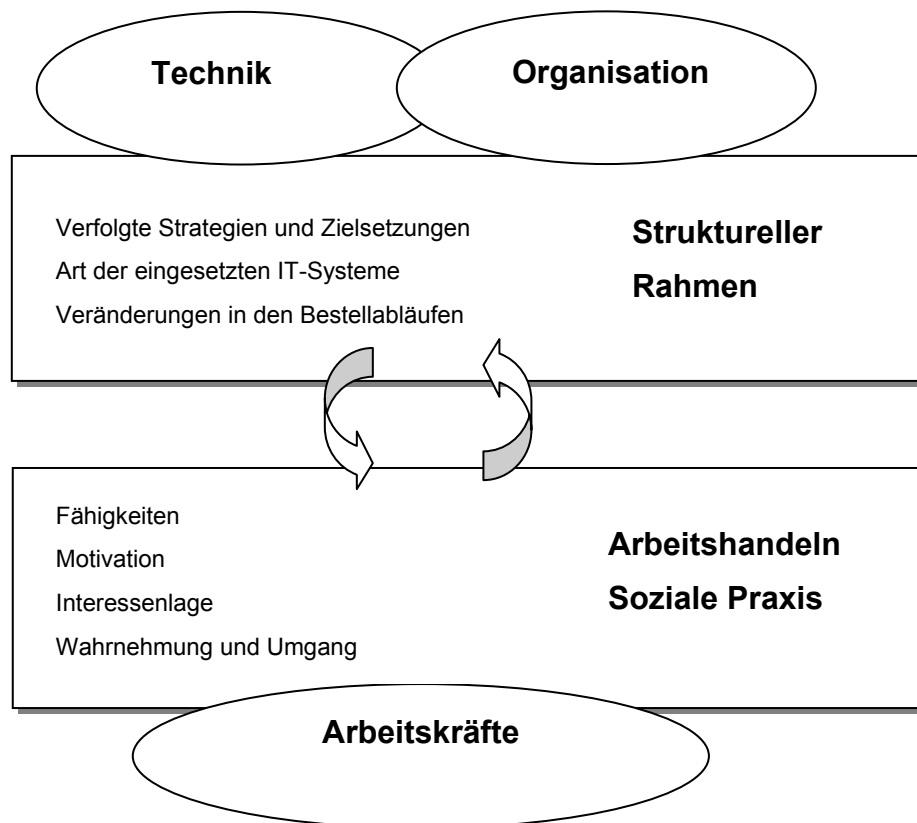 Technik
Organisation
Verfolgte Strategien und Zielsetzungen
Art der eingesetzten IT-Systeme
Veränderungen in den Bestellabläufen
Struktureller
Rahmen
Fähigkeiten
Motivation
Interessenlage
Wahrnehmung und Umgang
Arbeitshandeln
Soziale Praxis
Arbeitskräfte